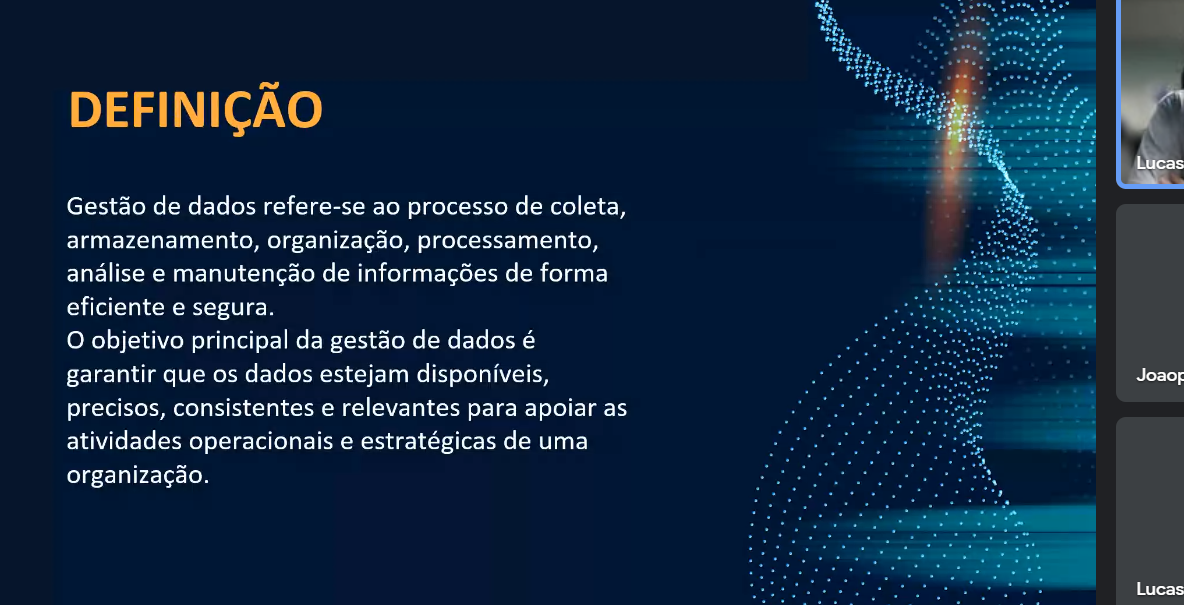 DEFINIÇÃO
Gestão de dados refere-se ao processo de coleta,
armazenamento, organização, processamento,
análise e manutenção de informações de forma
eficiente e segura.
O objetivo principal da gestão de dados é
garantir que os dados estejam disponíveis,
precisos, consistentes e relevantes para apoiar as
atividades operacionais e estratégicas de uma
organização.
Lucas
Joaop
Lucas